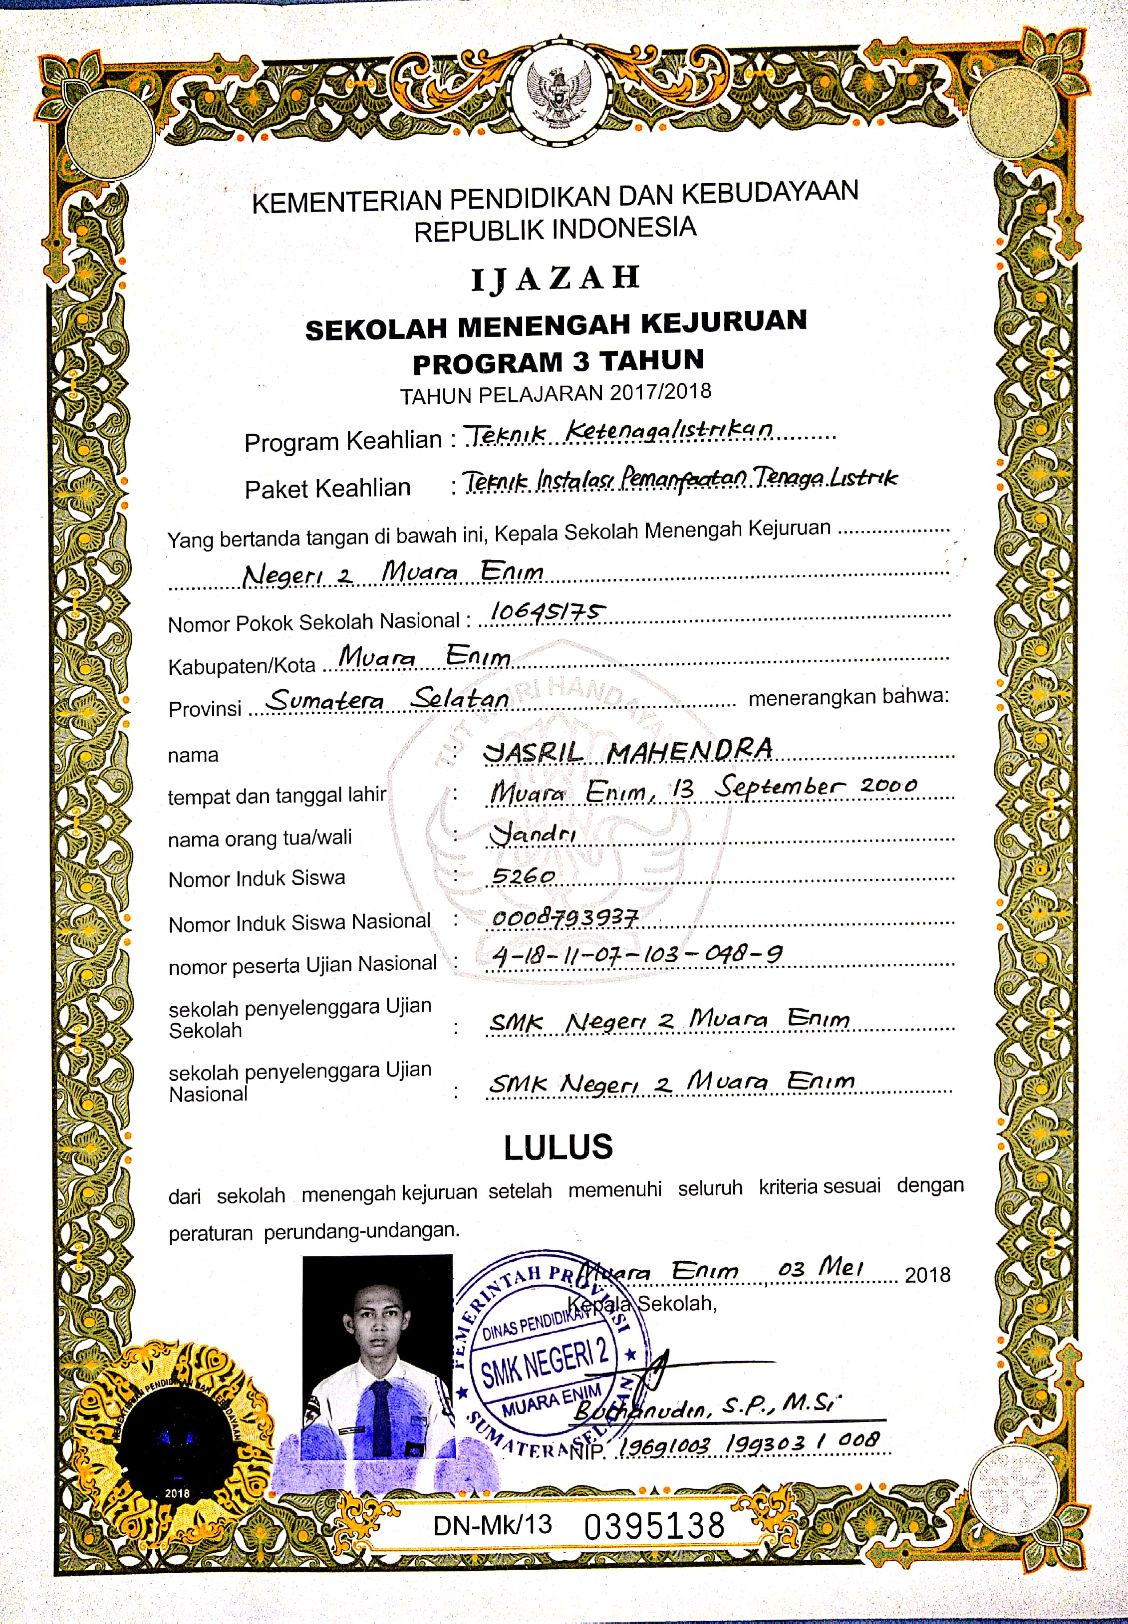 KEMENTERIAN PENDIDIKAN DAN KEBUDAYAAN
REPUBLIK INDONESIA
IJAZAH
SEKOLAH MENENGAH KEJURUAN
PROGRAM 3 TAHUN
TAHUN PELAJARAN 2017/2018
Program Keahlian : Teknik Ketenagalistrikan
Paket Keahlian : Teknik Instalasi Pemanfaatan Tenaga Listrik
Yang bertanda tangan di bawah ini, Kepala Sekolah Menengah Kejuruan
Negeri 2 Muara Enim
Nomor Pokok Sekolah Nasional : 10645175
Kabupaten/Kota Muara Enim
Provinsi Sumatera Selatan menerangkan bahwa:
nama : YASRIL MAHENDRA
tempat dan tanggal lahir : Muara Enim, 13 September 2000
nama orang tua/wali : Yandri
Nomor Induk Siswa : 5260
Nomor Induk Siswa Nasional : 0008793937
nomor peserta Ujian Nasional : 4-18-11-07-103-098-9
sekolah penyelenggara Ujian
Sekolah : SMK Negeri 2 Muara Enim
sekolah penyelenggara Ujian
Nasional : SMK Negeri 2 Muara Enim
LULUS
dari sekolah menengah kejuruan setelah memenuhi seluruh kriteria sesuai dengan
peraturan perundang-undangan.
Muara Enim, 03 Mei 2018
Kepala Sekolah,
PEMERINTAH PROVINSI
DINAS PENDIDIKAN
SMK NEGERI 2
MUARA ENIM
SUMATERA SELATAN
Burhanudin, S.P., M.Si
NIP. 19691003 199303 1 008
2018
DN-Mk/13 0395138
TUT WURI HANDAYANI